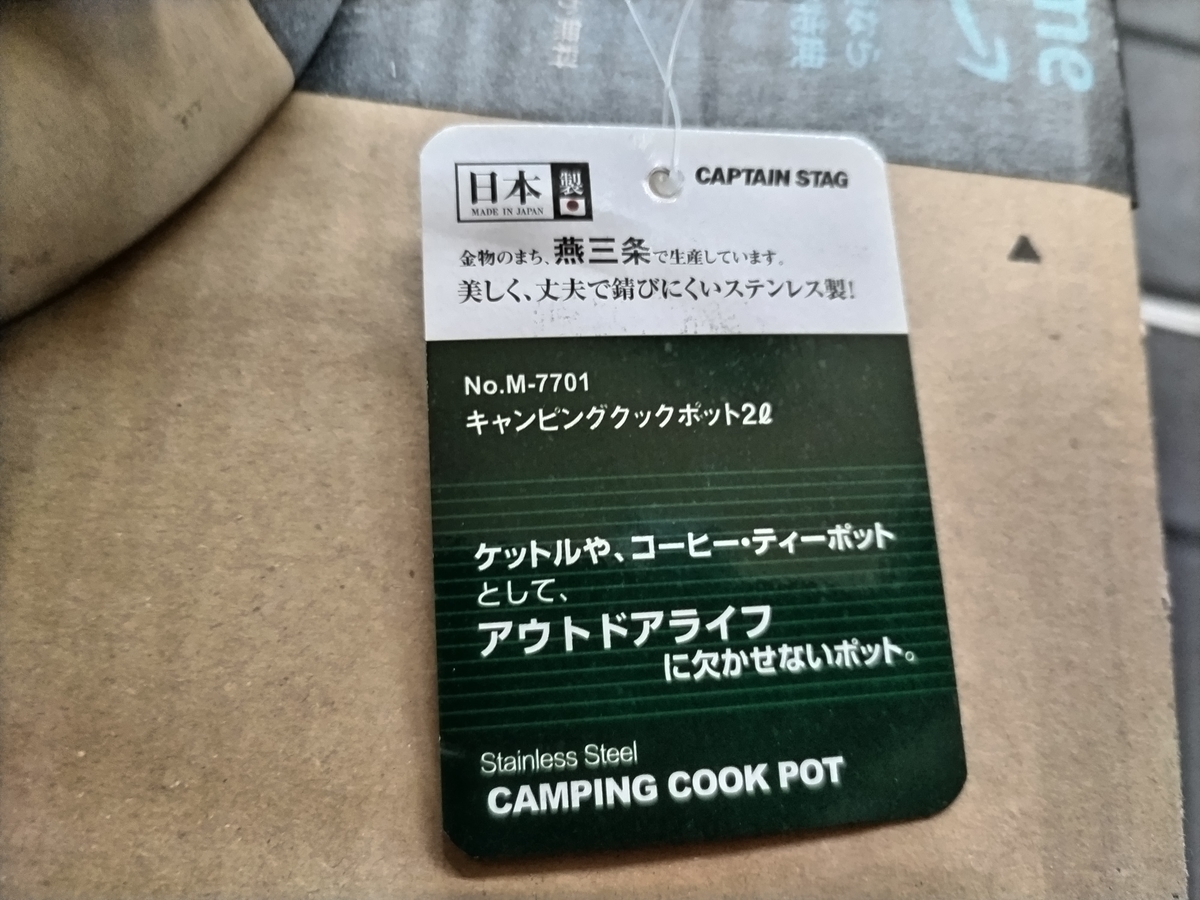 日本製
MADE IN JAPAN
CAPTAIN STAG
金物のまち、燕三条で生産しています。
美しく、丈夫で錆びにくいステンレス製!
No.M-7701
キャンピングクックポット2ℓ
ケットルや、コーヒー・ティーポット
として、
アウトドアライフ
に欠かせないポット。
Stainless Steel
CAMPING COOK POT